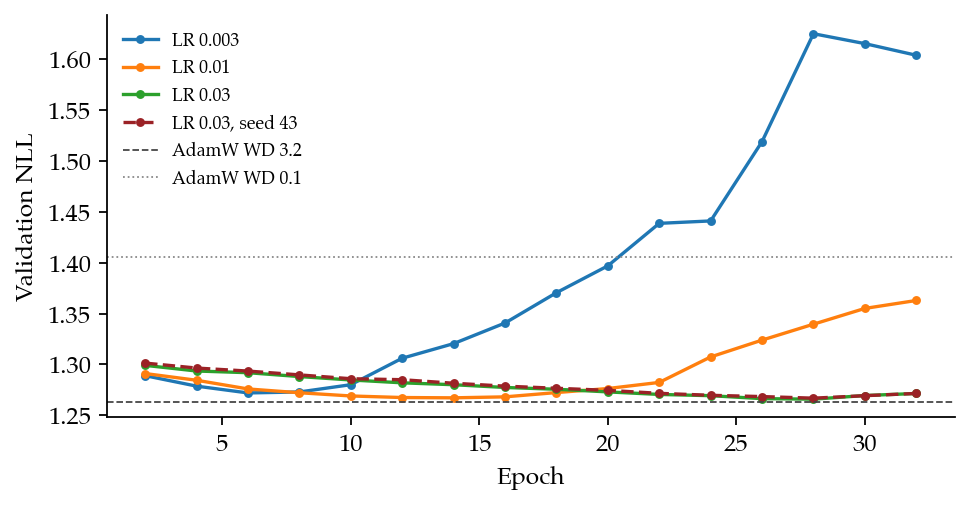 LR 0.003
LR 0.01
LR 0.03
LR 0.03, seed 43
AdamW WD 3.2
AdamW WD 0.1
Validation NLL
1.60
1.55
1.50
1.45
1.40
1.35
1.30
1.25
5 10 15 20 25 30
Epoch